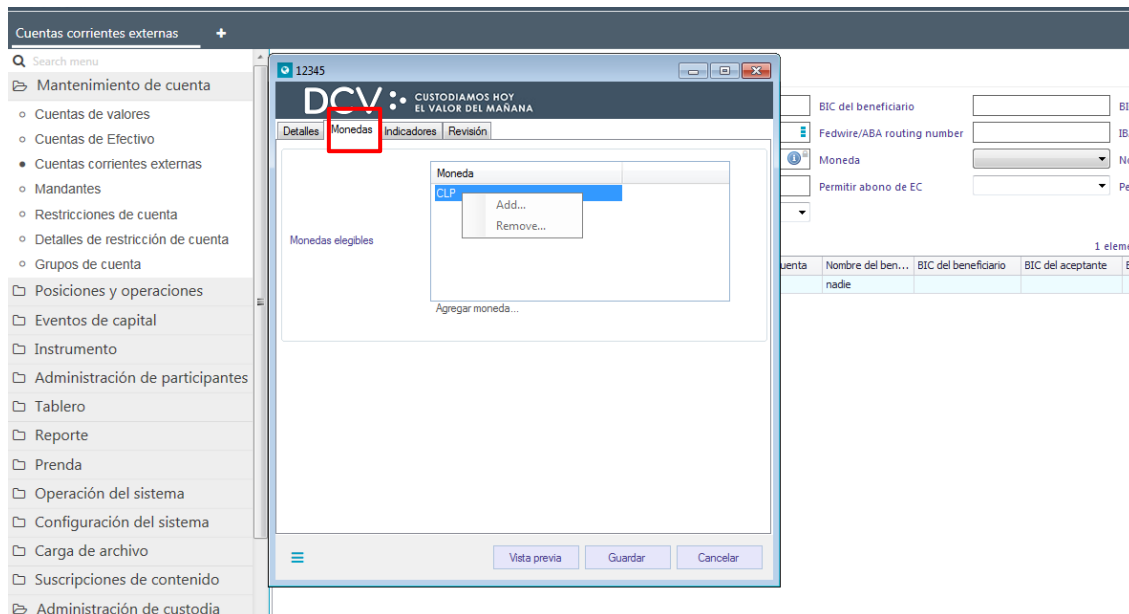 Cuentas corrientes externas +
Search menu
Mantenimiento de cuenta
Cuentas de valores
Cuentas de Efectivo
Cuentas corrientes externas
Mandantes
Restricciones de cuenta
Detalles de restricción de cuenta
Grupos de cuenta
Posiciones y operaciones
Eventos de capital
Instrumento
Administración de participantes
Tablero
Reporte
Prenda
Operación del sistema
Configuración del sistema
Carga de archivo
Suscripciones de contenido
Administración de custodia
12345
DCV
CUSTODIAMOS HOY
EL VALOR DEL MAÑANA
Detalles Monedas Indicadores Revisión
Moneda
CLP
Add...
Remove...
Monedas elegibles
Agregar moneda...
Vista previa Guardar Cancelar
BIC del beneficiario
Fedwire/ABA routing number
Moneda
Permitir abono de EC
Nombre del ben... BIC del beneficiario BIC del aceptante
nadie